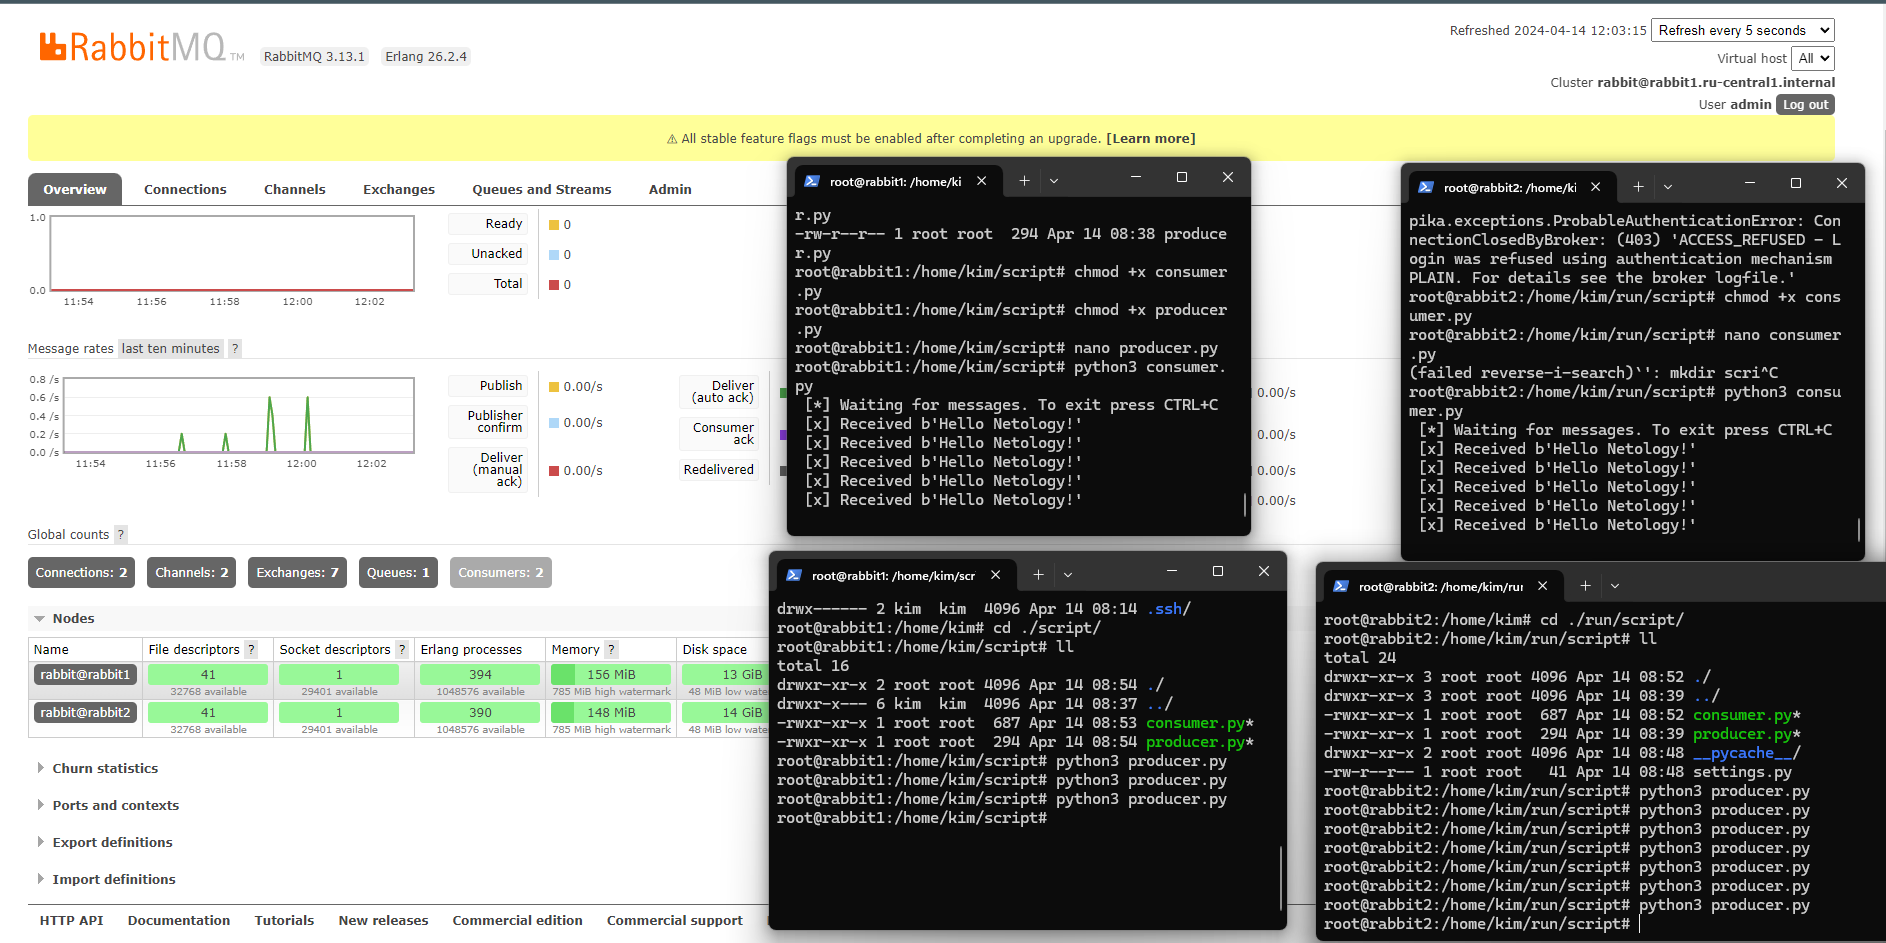 RabbitMQ TM
RabbitMQ 3.13.1
Erlang 26.2.4
Refreshed 2024-04-14 12:03:15
Refresh every 5 seconds
Virtual host
All
Cluster rabbit@rabbit1.ru-central1.internal
User admin
Log out
⚠ All stable feature flags must be enabled after completing an upgrade. [Learn more]
Overview
Connections
Channels
Exchanges
Queues and Streams
Admin
1.0
0.0
11:54
11:56
11:58
12:00
12:02
Ready
0
Unacked
0
Total
0
Message rates
last ten minutes
?
0.8 /s
0.6 /s
0.4 /s
0.2 /s
0.0 /s
11:54
11:56
11:58
12:00
12:02
Publish
0.00/s
Publisher
confirm
0.00/s
Deliver
(manual
ack)
0.00/s
Deliver
(auto ack)
0.00/s
Consumer
ack
0.00/s
Redelivered
0.00/s
0.00/s
Global counts
?
Connections: 2
Channels: 2
Exchanges: 7
Queues: 1
Consumers: 2
Nodes
Name
File descriptors ?
Socket descriptors ?
Erlang processes
Memory ?
Disk space
rabbit@rabbit1
41
32768 available
1
29401 available
394
1048576 available
156 MiB
785 MiB high watermark
13 GiB
48 MiB low wate
rabbit@rabbit2
41
32768 available
1
29401 available
390
1048576 available
148 MiB
785 MiB high watermark
14 GiB
48 MiB low wate
Churn statistics
Ports and contexts
Export definitions
Import definitions
HTTP API
Documentation
Tutorials
New releases
Commercial edition
Commercial support
root@rabbit1: /home/ki
r.py
-rw-r--r-- 1 root root  294 Apr 14 08:38 produce
r.py
root@rabbit1:/home/kim/script# chmod +x consumer
.py
root@rabbit1:/home/kim/script# chmod +x producer
.py
root@rabbit1:/home/kim/script# nano producer.py
root@rabbit1:/home/kim/script# python3 consumer.
py
[*] Waiting for messages. To exit press CTRL+C
[x] Received b'Hello Netology!'
[x] Received b'Hello Netology!'
[x] Received b'Hello Netology!'
[x] Received b'Hello Netology!'
[x] Received b'Hello Netology!'
root@rabbit2: /home/ki
pika.exceptions.ProbableAuthenticationError: Con
nectionClosedByBroker: (403) 'ACCESS_REFUSED - L
ogin was refused using authentication mechanism
PLAIN. For details see the broker logfile.'
root@rabbit2:/home/kim/run/script# chmod +x cons
umer.py
root@rabbit2:/home/kim/run/script# nano consumer
.py
(failed reverse-i-search)`': mkdir scri^C
root@rabbit2:/home/kim/run/script# python3 consu
mer.py
[*] Waiting for messages. To exit press CTRL+C
[x] Received b'Hello Netology!'
[x] Received b'Hello Netology!'
[x] Received b'Hello Netology!'
[x] Received b'Hello Netology!'
[x] Received b'Hello Netology!'
root@rabbit1: /home/kim/scr
drwx------ 2 kim  kim  4096 Apr 14 08:14 .ssh/
root@rabbit1:/home/kim# cd ./script/
root@rabbit1:/home/kim/script# ll
total 16
drwxr-xr-x 2 root root 4096 Apr 14 08:54 ./
drwxr-x--- 6 kim  kim  4096 Apr 14 08:37 ../
-rwxr-xr-x 1 root root  687 Apr 14 08:53 consumer.py*
-rwxr-xr-x 1 root root  294 Apr 14 08:54 producer.py*
root@rabbit1:/home/kim/script# python3 producer.py
root@rabbit1:/home/kim/script# python3 producer.py
root@rabbit1:/home/kim/script# python3 producer.py
root@rabbit1:/home/kim/script#
root@rabbit2: /home/kim/rur
root@rabbit2:/home/kim# cd ./run/script/
root@rabbit2:/home/kim/run/script# ll
total 24
drwxr-xr-x 3 root root 4096 Apr 14 08:52 ./
drwxr-xr-x 3 root root 4096 Apr 14 08:39 ../
-rwxr-xr-x 1 root root  687 Apr 14 08:52 consumer.py*
-rwxr-xr-x 1 root root  294 Apr 14 08:39 producer.py*
drwxr-xr-x 2 root root 4096 Apr 14 08:48 __pycache__/
-rw-r--r-- 1 root root   41 Apr 14 08:48 settings.py
root@rabbit2:/home/kim/run/script# python3 producer.py
root@rabbit2:/home/kim/run/script# python3 producer.py
root@rabbit2:/home/kim/run/script# python3 producer.py
root@rabbit2:/home/kim/run/script# python3 producer.py
root@rabbit2:/home/kim/run/script# python3 producer.py
root@rabbit2:/home/kim/run/script# python3 producer.py
root@rabbit2:/home/kim/run/script# python3 producer.py
root@rabbit2:/home/kim/run/script#